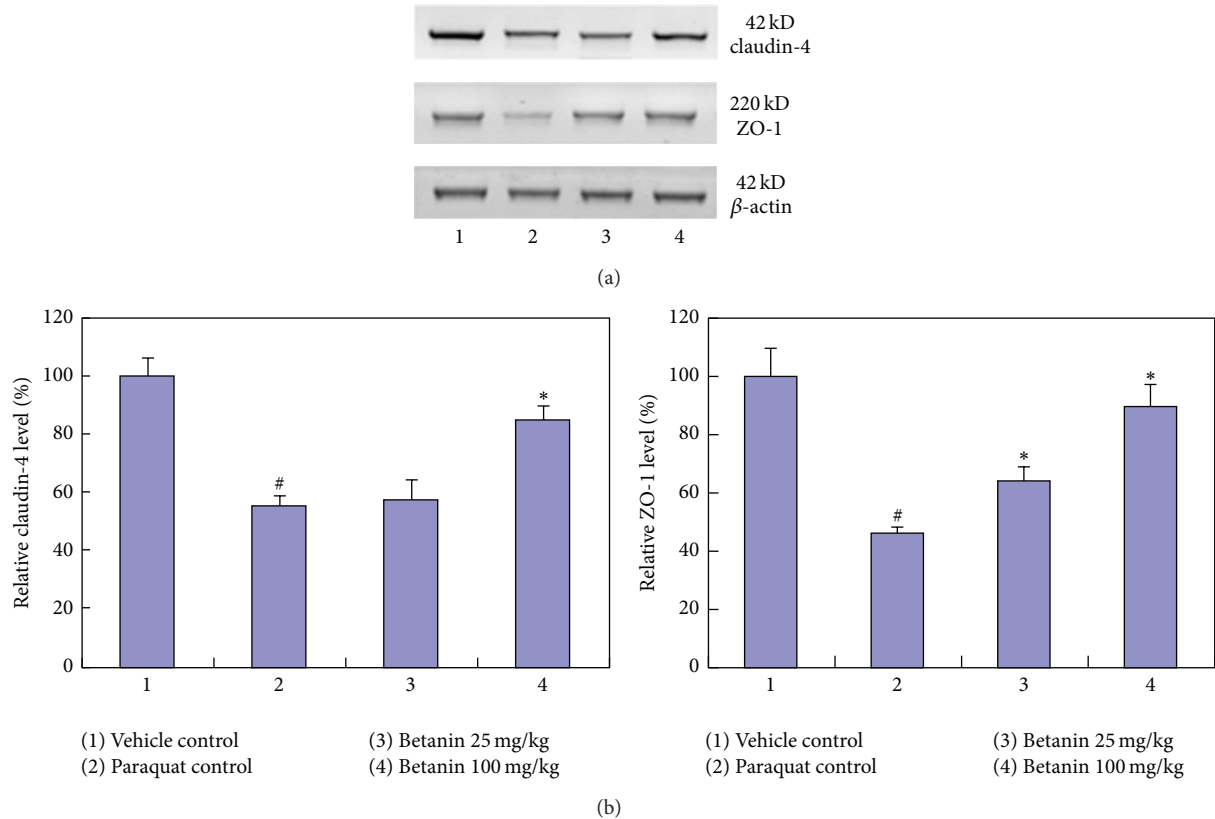 42 kD
claudin-4
220 kD
ZO-1
42 kD
β-actin
1 2 3 4
(a)
Relative claudin-4 level (%)
120
100
80
60
40
20
0
#
*
1 2 3 4
(1) Vehicle control
(2) Paraquat control
(3) Betanin 25 mg/kg
(4) Betanin 100 mg/kg
Relative ZO-1 level (%)
120
100
80
60
40
20
0
#
*
*
1 2 3 4
(1) Vehicle control
(2) Paraquat control
(3) Betanin 25 mg/kg
(4) Betanin 100 mg/kg
(b)